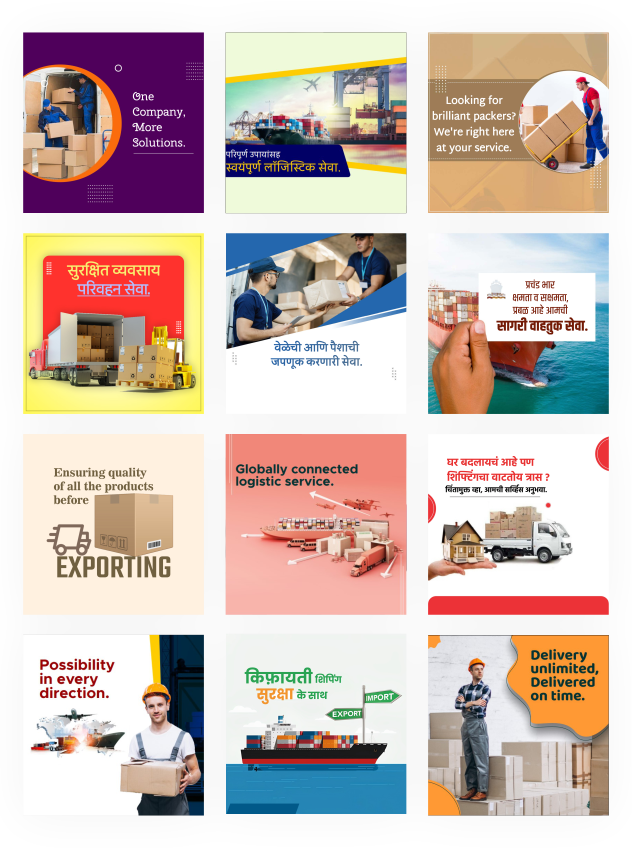 One
Company,
More
Solutions.
परिपूर्ण उपायांसह
स्वयंपूर्ण लॉजिस्टिक सेवा.
Looking for
brilliant packers?
We're right here
at your service.
सुरक्षित व्यवसाय
परिवहन सेवा.
वेळेची आणि पैशाची
जपणूक करणारी सेवा.
प्रचंड भार
क्षमता व सक्षमता,
प्रबळ आहे आमची
सागरी वाहतुक सेवा.
Ensuring quality
of all the products
before
EXPORTING
Globally connected
logistic service.
घर बदलायचं आहे पण
शिफ्टिंगचा वाटतोय त्रास ?
चिंतामुक्त व्हा, आमची सर्व्हिस अनुभवा.
Possibility
in every
direction.
किफ़ायती शिपिंग
सुरक्षा के साथ
IMPORT
EXPORT
Delivery
unlimited,
Delivered
on time.